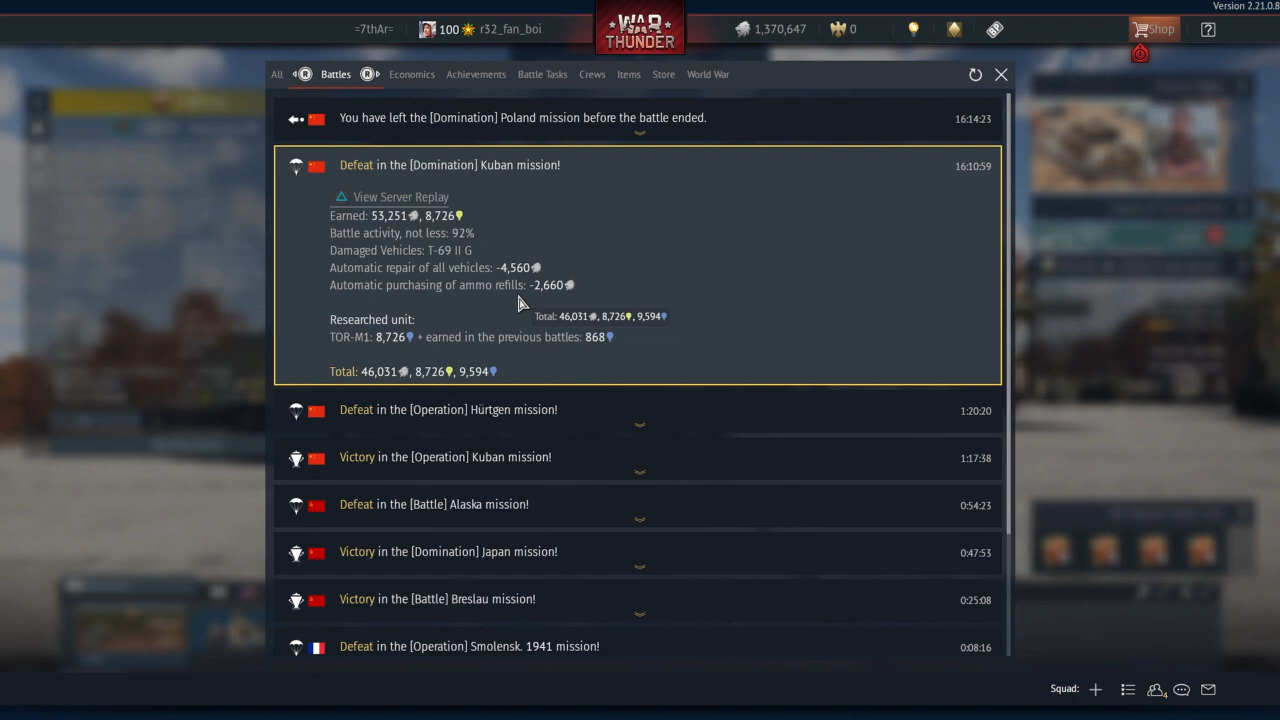 Version 2.21.0.8
=7thAr= 100 r32_fan_boi WAR THUNDER 1,370,647 0 BP Shop ?
All R Battles R Economics Achievements Battle Tasks Crews Items Store World War
You have left the [Domination] Poland mission before the battle ended. 16:14:23
Defeat in the [Domination] Kuban mission! 16:10:59
View Server Replay
Earned: 53,251, 8,726
Battle activity, not less: 92%
Damaged Vehicles: T-69 II G
Automatic repair of all vehicles: -4,560
Automatic purchasing of ammo refills: -2,660
Total: 46,031, 8,726, 9,594
Researched unit:
TOR-M1: 8,726 + earned in the previous battles: 868
Total: 46,031, 8,726, 9,594
Defeat in the [Operation] Hürtgen mission! 1:20:20
Victory in the [Operation] Kuban mission! 1:17:38
Defeat in the [Battle] Alaska mission! 0:54:23
Victory in the [Domination] Japan mission! 0:47:53
Victory in the [Battle] Breslau mission! 0:25:08
Defeat in the [Operation] Smolensk. 1941 mission! 0:08:16
Squad: 4